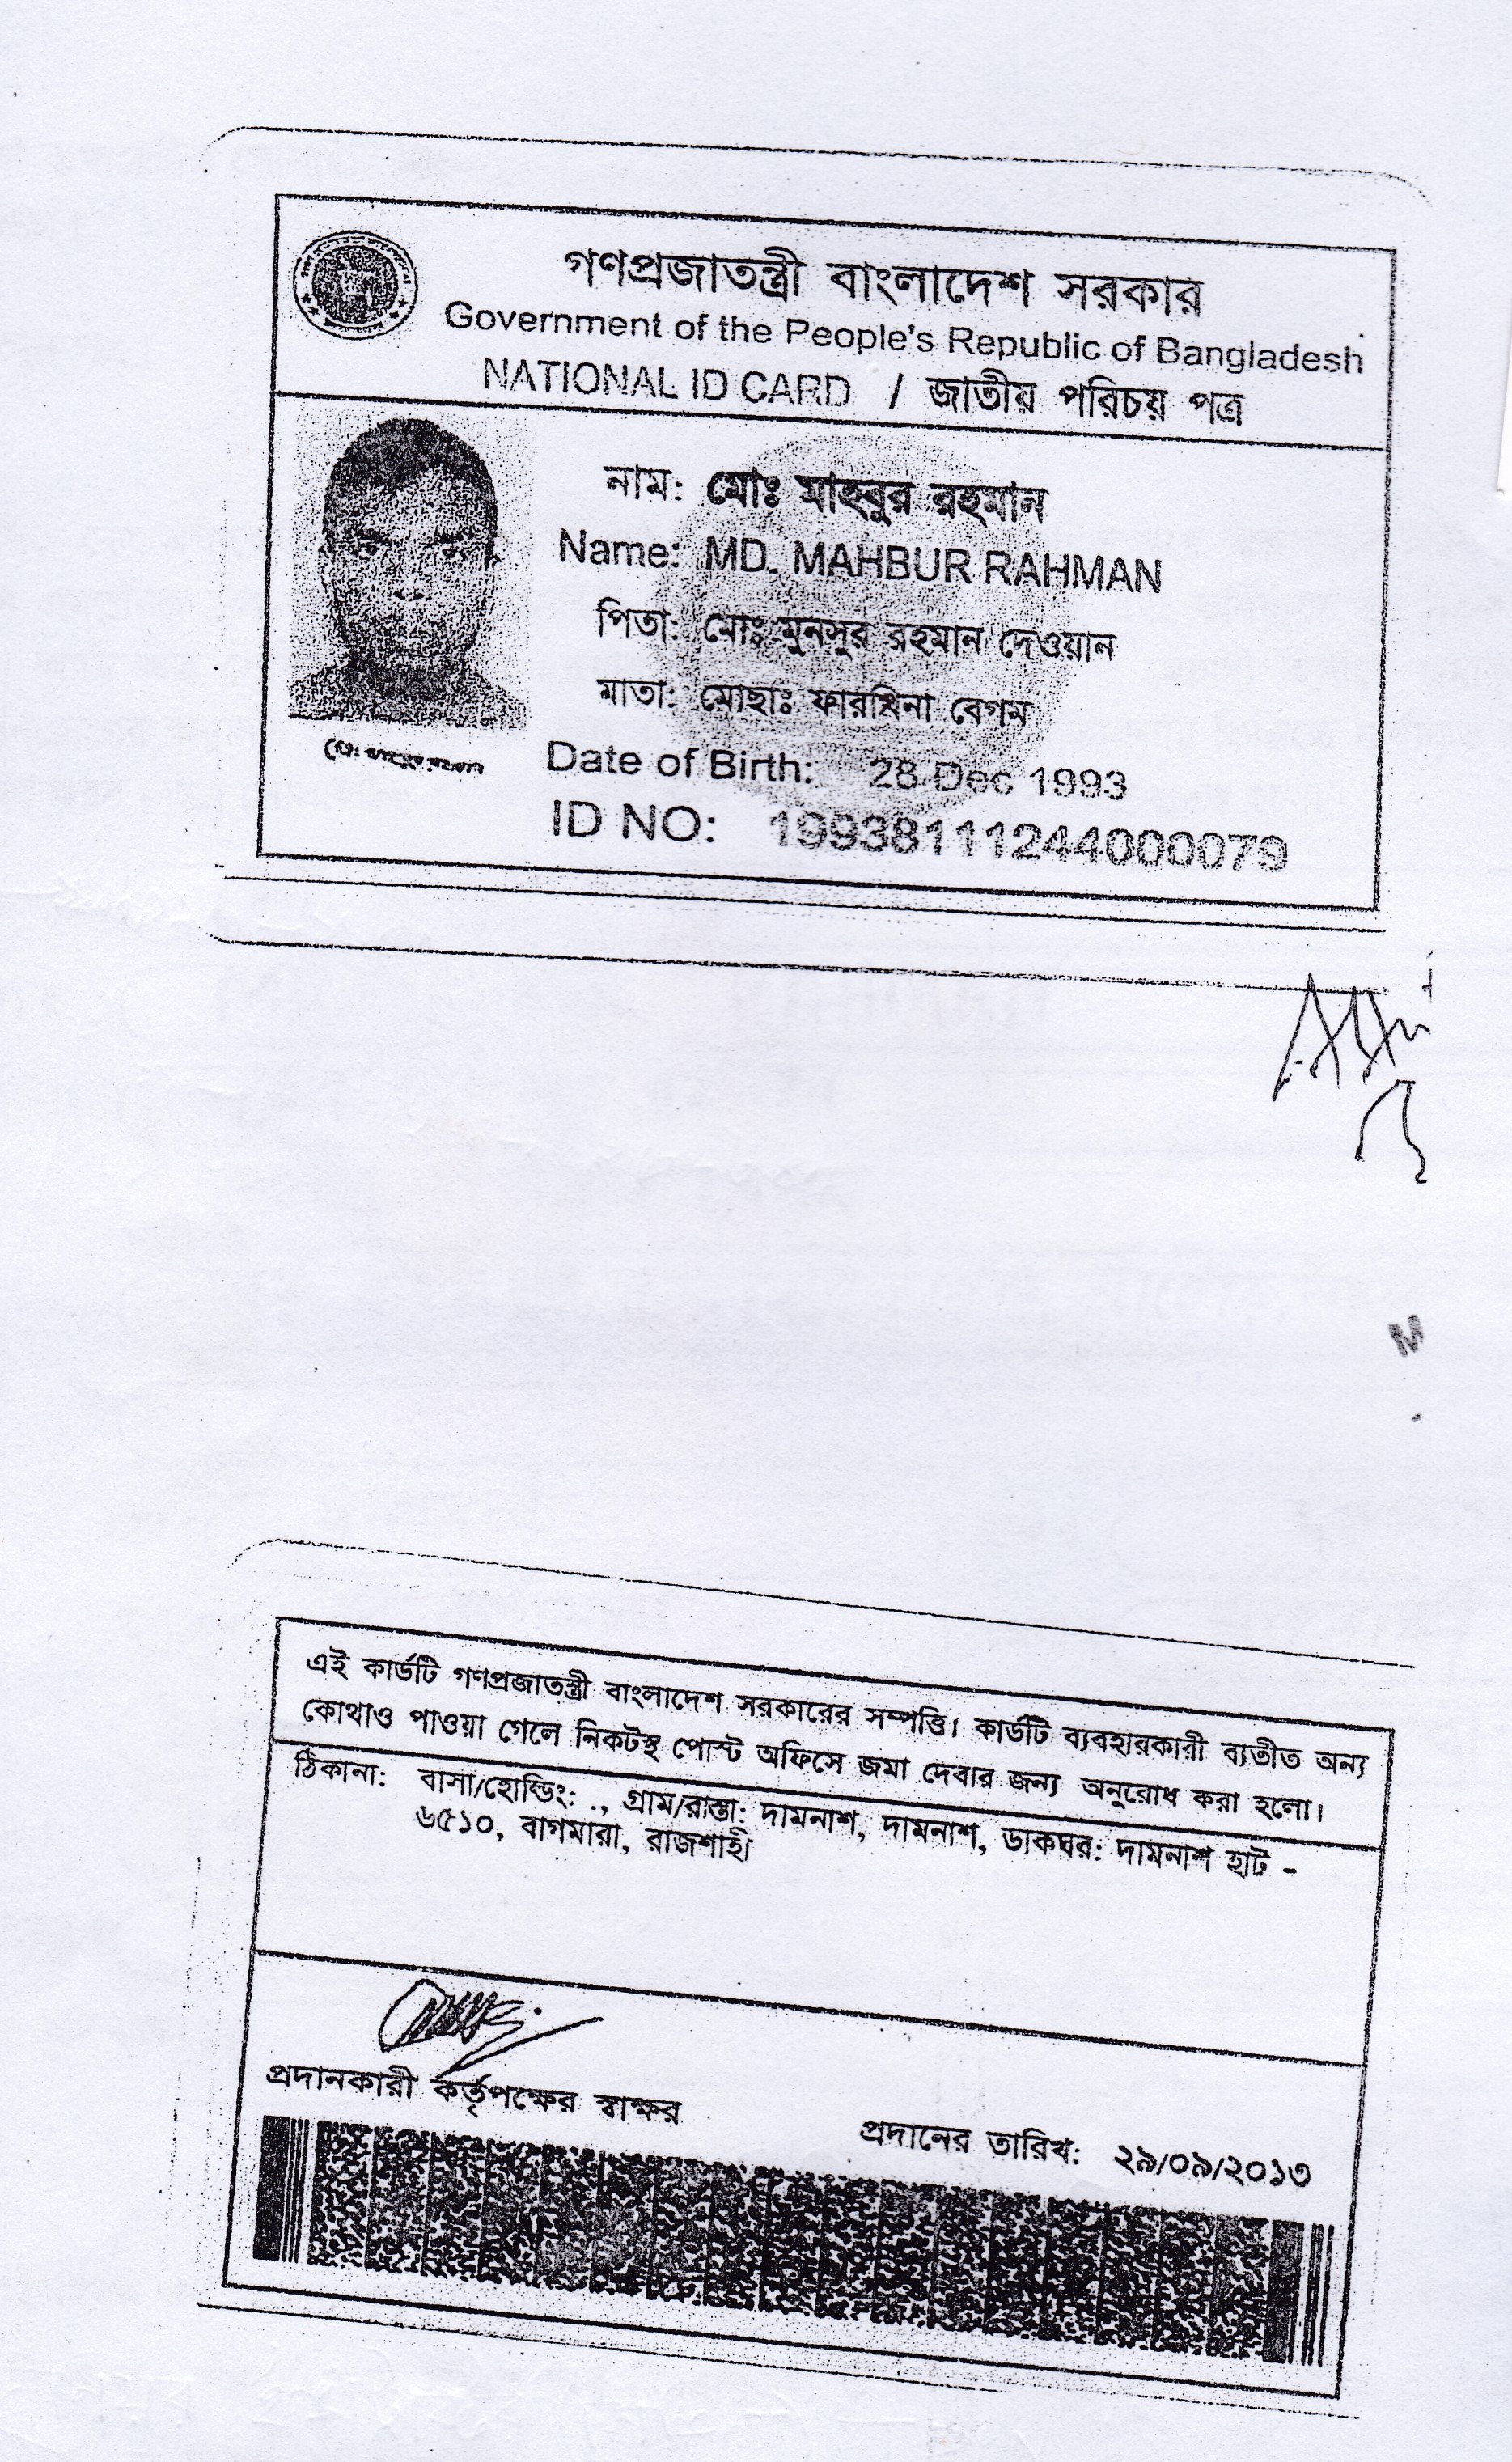 গণপ্রজাতন্ত্রী বাংলাদেশ সরকার
Government of the People's Republic of Bangladesh
NATIONAL ID CARD / জাতীয় পরিচয় পত্র
নাম: মোঃ মাহবুর রহমান
Name: MD. MAHBUR RAHMAN
পিতা: মোঃ মুনসুর রহমান দেওয়ান
মাতা: মোছাঃ বেগম
Date of Birth: 28 Dec 1993
ID NO: 19938111244000079
এই কার্ডটি গণপ্রজাতন্ত্রী বাংলাদেশ সরকারের সম্পত্তি। কার্ডটি ব্যবহারকারী ব্যতীত অন্য
কোথাও পাওয়া গেলে নিকটস্থ পোস্ট অফিসে জমা দেবার জন্য অনুরোধ করা হলো।
ঠিকানা: বাসা/হোল্ডিং: ., গ্রাম/রাস্তা: দামনাশ, দামনাশ, ডাকঘর: দামনাশ হাট -
৬৫১০, বাগমারা, রাজশাহী
প্রদানকারী কর্তৃপক্ষের স্বাক্ষর
প্রদানের তারিখ: ২৯/০৯/২০১৩